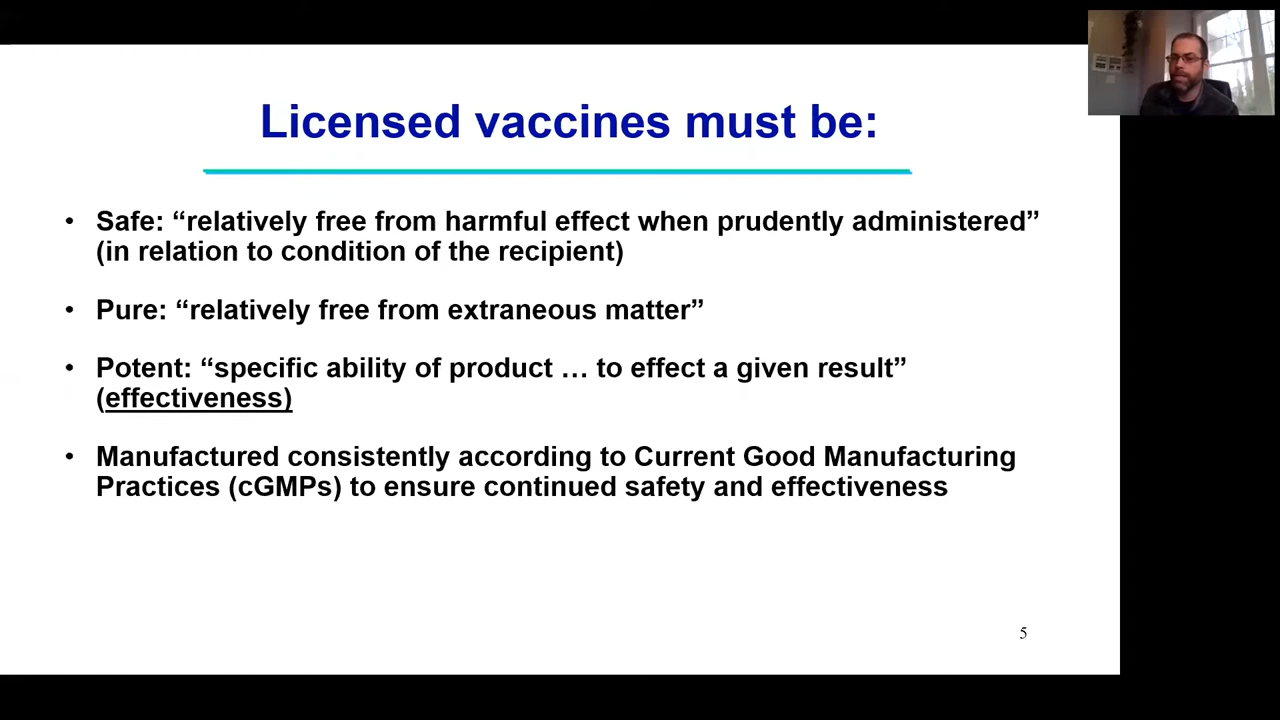 Licensed vaccines must be:
• Safe: “relatively free from harmful effect when prudently administered”
(in relation to condition of the recipient)
• Pure: “relatively free from extraneous matter”
• Potent: “specific ability of product … to effect a given result”
(effectiveness)
• Manufactured consistently according to Current Good Manufacturing
Practices (cGMPs) to ensure continued safety and effectiveness
5